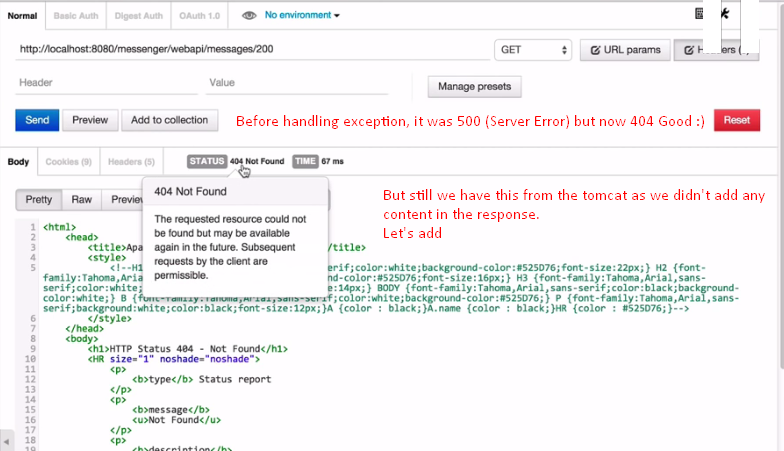 Normal Basic Auth Digest Auth OAuth 1.0 No environment
http://localhost:8080/messenger/webapi/messages/200 GET URL params
Header Value Manage presets
Send Preview Add to collection Before handling exception, it was 500 (Server Error) but now 404 Good :) Reset
Body Cookies (9) Headers (5) STATUS 404 Not Found TIME 67 ms
404 Not Found
The requested resource could not
be found but may be available
again in the future. Subsequent
requests by the client are
permissible.
But still we have this from the tomcat as we didn't add any
content in the response.
Let's add
Pretty Raw Preview
1 <html>
2 <head>
3 <title>Apa /title>
4 <style>
5 <!--H1 serif;color:white;background-color:#525D76;font-size:22px;} H2 {font-
family:Tahoma,Arial color:#525D76;font-size:16px;} H3 {font-family:Tahoma,Arial,sans-
serif;color:white; :14px;} BODY {font-family:Tahoma,Arial,sans-serif;color:black;background-
color:white;} B {font-family:Tahoma,Arial,sans-serif;color:white;background-color:#525D76;} P {font-family:Tahoma,Arial,sans-
serif;background:white;color:black;font-size:12px;}A {color : black;}A.name {color : black;}HR {color : #525D76;}-->
6 </style>
7 </head>
8 <body>
9 <h1>HTTP Status 404 - Not Found</h1>
10 <HR size="1" noshade="noshade">
11 <p>
12 <b>type</b> Status report
13 </p>
14 <p>
15 <b>message</b>
16 <u>Not Found</u>
17 </p>
18 <p>
19 <b>description</b>